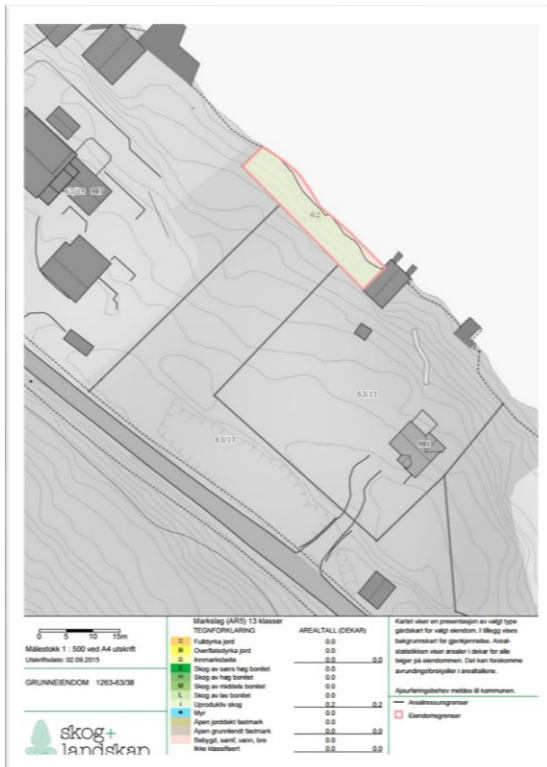 63/24 907
62
63/11
901
63/17
0 5 10 15m
Målestokk 1 : 500 ved A4 utskrift
Utskriftsdato: 02.09.2015
GRUNNEIENDOM 1263-63/38
skog+
landskap
Markslag (AR5) 13 klasser
TEGNFORKLARING AREALTALL (DEKAR)
Fulldyrka jord 0.0
Overflatedyrka jord 0.0
Innmarksbeite 0.0 0.0
S Skog av særs høg bonitet 0.0
H Skog av høg bonitet 0.0
M Skog av middels bonitet 0.0
L Skog av lav bonitet 0.0
i Uproduktiv skog 0.2 0.2
Myr 0.0
Åpen jorddekt fastmark 0.0
Åpen grunnlendt fastmark 0.0 0.0
Bebygd, samf, vann, bre 0.0
Ikke klassifisert 0.0 0.0
Kartet viser en presentasjon av valgt type
gårdskart for valgt eiendom. I tillegg vises
bakgrunnskart for gjenkjennelse. Areal-
statistikken viser arealer i dekar for alle
teiger på eiendommen. Det kan forekomme
avrundingsforskjeller i arealtallene.
Ajourføringsbehov meldes til kommunen.
Arealressursgrenser
Eiendomsgrenser